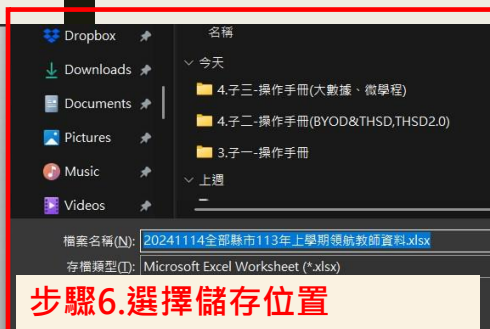 Dropbox
Downloads
Documents
Pictures
Music
Videos
名稱
今天
4.子三-操作手冊(大數據、微學程)
4.子二-操作手冊(BYOD&THSD,THSD2.0)
3.子一-操作手冊
上週
檔案名稱(N): 20241114全部縣市113年上學期領航教師資料.xlsx
存檔類型(T): Microsoft Excel Worksheet (*.xlsx)
步驟6.選擇儲存位置